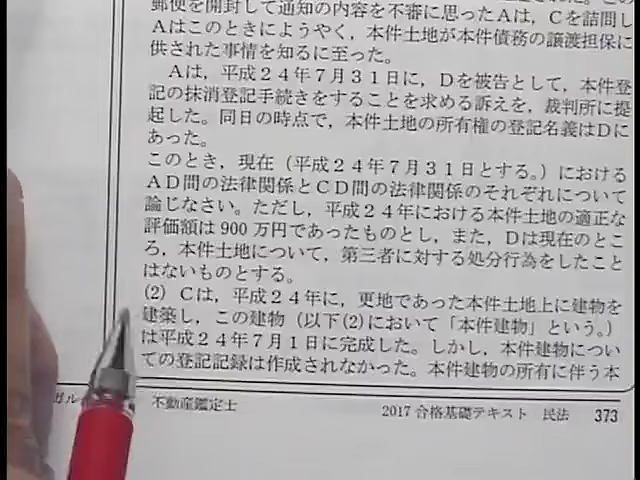 郵便を開封して通知の内容を不審に思ったAは，Cを詰問し
Aはこのときにようやく，本件土地が本件債務の譲渡担保に
供された事情を知るに至った。
Aは，平成２４年７月３１日に，Dを被告として，本件登
記の抹消登記手続きをすることを求める訴えを，裁判所に提
起した。同日の時点で，本件土地の所有権の登記名義はDに
あった。
このとき，現在（平成２４年７月３１日とする。）における
AD間の法律関係とCD間の法律関係のそれぞれについて
論じなさい。ただし，平成２４年における本件土地の適正な
評価額は 900 万円であったものとし，また，Dは現在のとこ
ろ，本件土地について，第三者に対する処分行為をしたこと
はないものとする。
(2) Cは，平成２４年に，更地であった本件土地上に建物を
建築し，この建物（以下(2)において「本件建物」という。）
は平成２４年７月１日に完成した。しかし，本件建物につい
ての登記記録は作成されなかった。本件建物の所有に伴う本
ガル 不動産鑑定士 2017 合格基礎テキスト 民法 373